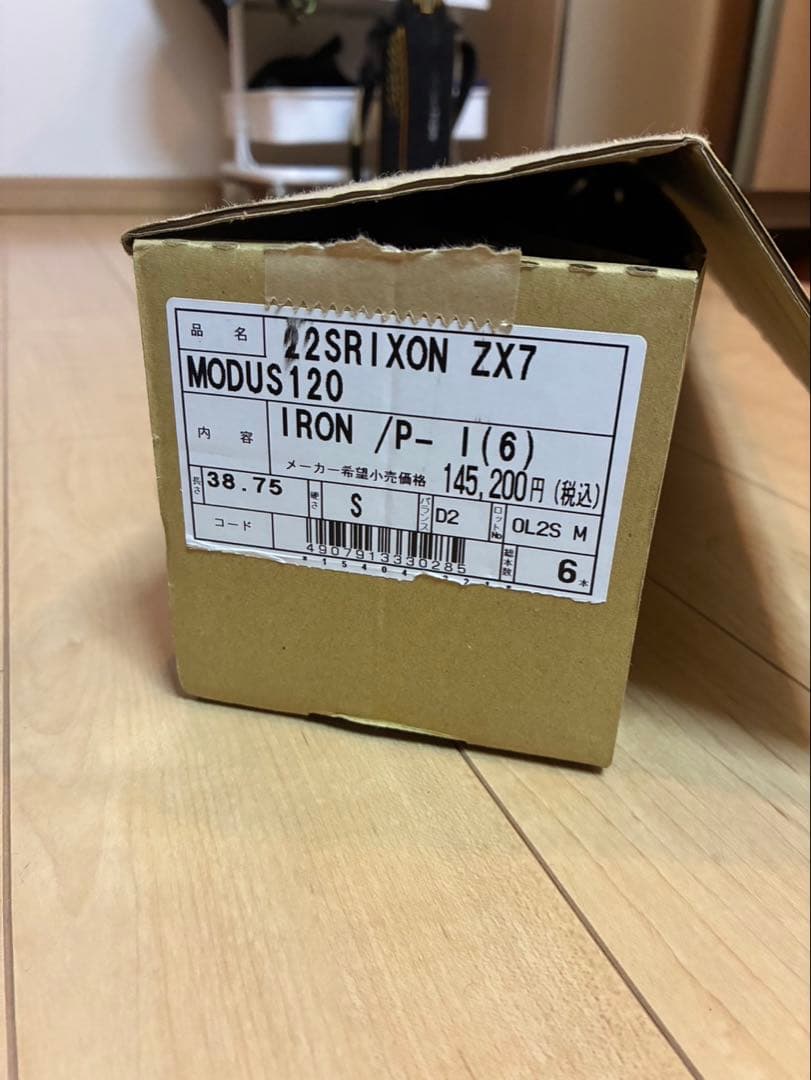 品名 22SRIXON ZX7
MODUS120
内容 IRON /P- I(6)
メーカー希望小売価格 145,200円(税込)
長さ 38.75 硬さ S バランス D2 ロットNo OL2S M
コード 4907913330285 総本数 6本